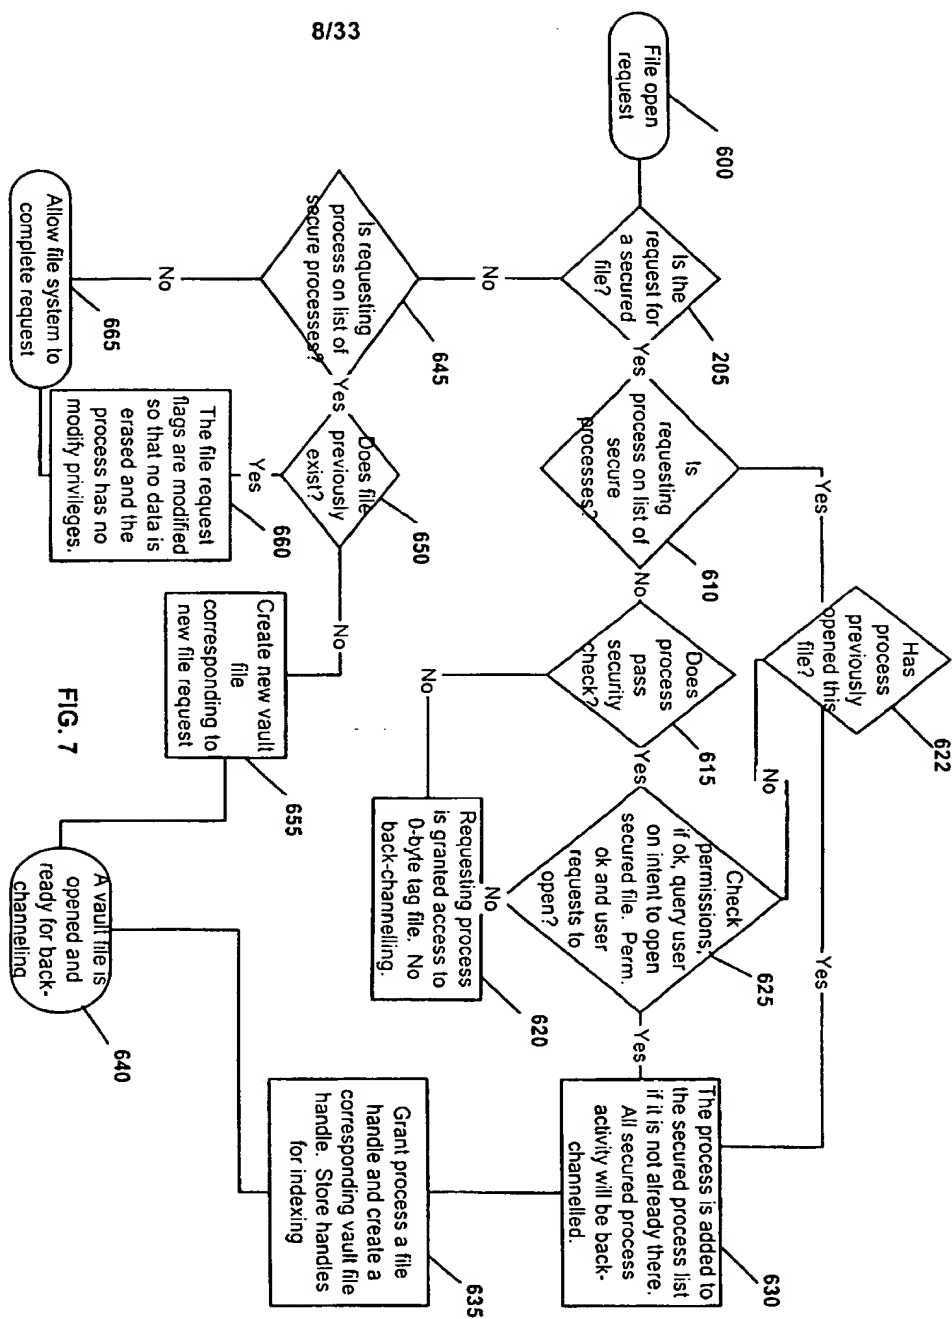 8/33
File open
request
600
Is the
request for
a secured
file?
205
Yes
No
Is
requesting
process on list of
secure
processes?
610
Yes
No
Has
process
previously
opened this
file?
622
No
Yes
Does
process
pass
security
check?
615
No
Yes
Requesting process
is granted access to
0-byte tag file. No
back-channelling.
620
Check
permissions,
if ok, query user
on intent to open
secured file. Perm.
ok and user
requests to
open?
625
No
Yes
The process is added to
the secured process list
if it is not already there.
All secured process
activity will be back-
channelled.
630
Grant process a file
handle and create a
corresponding vault file
handle. Store handles
for indexing
635
A vault file is
opened and
ready for back-
channeling
640
Is requesting
process on list of
secure processes?
645
No
Yes
Does file
previously
exist?
650
Yes
No
Create new vault
file
corresponding to
new file request
655
The file request
flags are modified
so that no data is
erased and the
process has no
modify privileges.
660
Allow file system to
complete request
665
FIG. 7